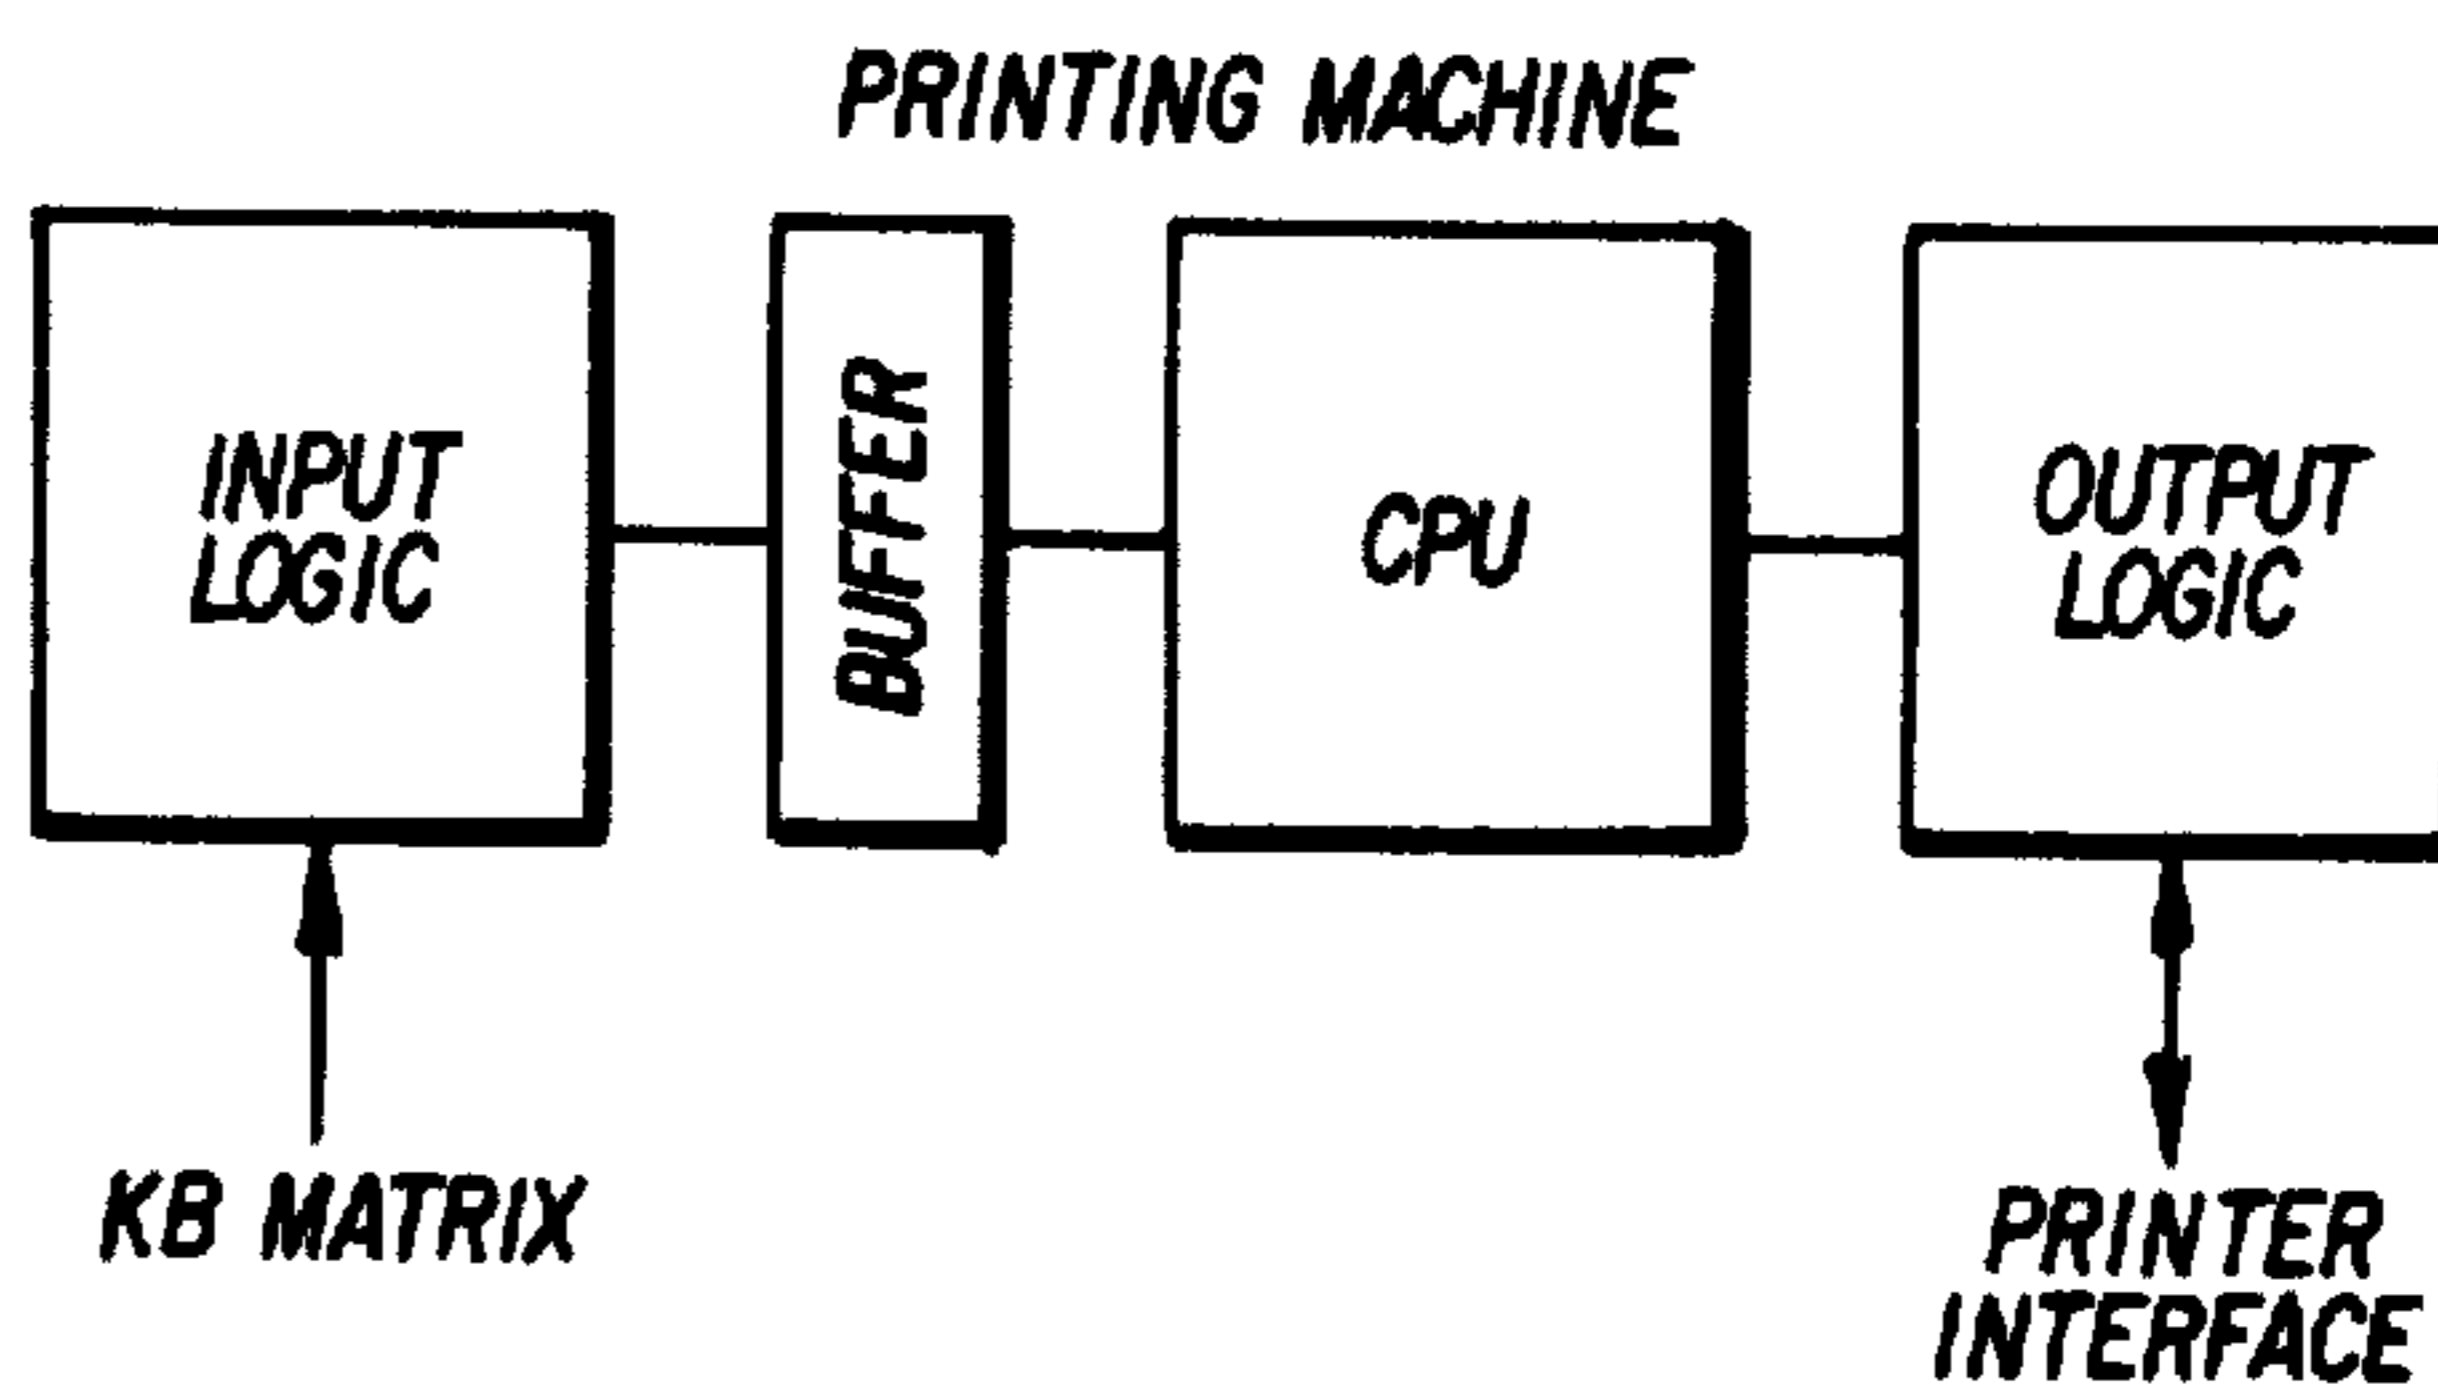 PRINTING MACHINE
INPUT
LOGIC
BUFFER
CPU
OUTPUT
LOGIC
KB MATRIX
PRINTER
INTERFACE